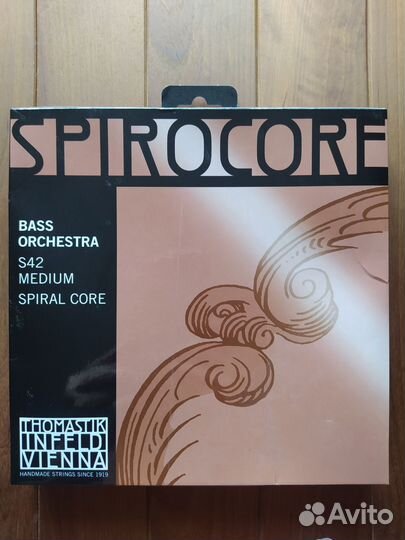 SPIROCORE
BASS
ORCHESTRA
S42
MEDIUM
SPIRAL CORE
THOMASTIK
INFELD
VIENNA
HANDMADE STRINGS SINCE 1919
Avito